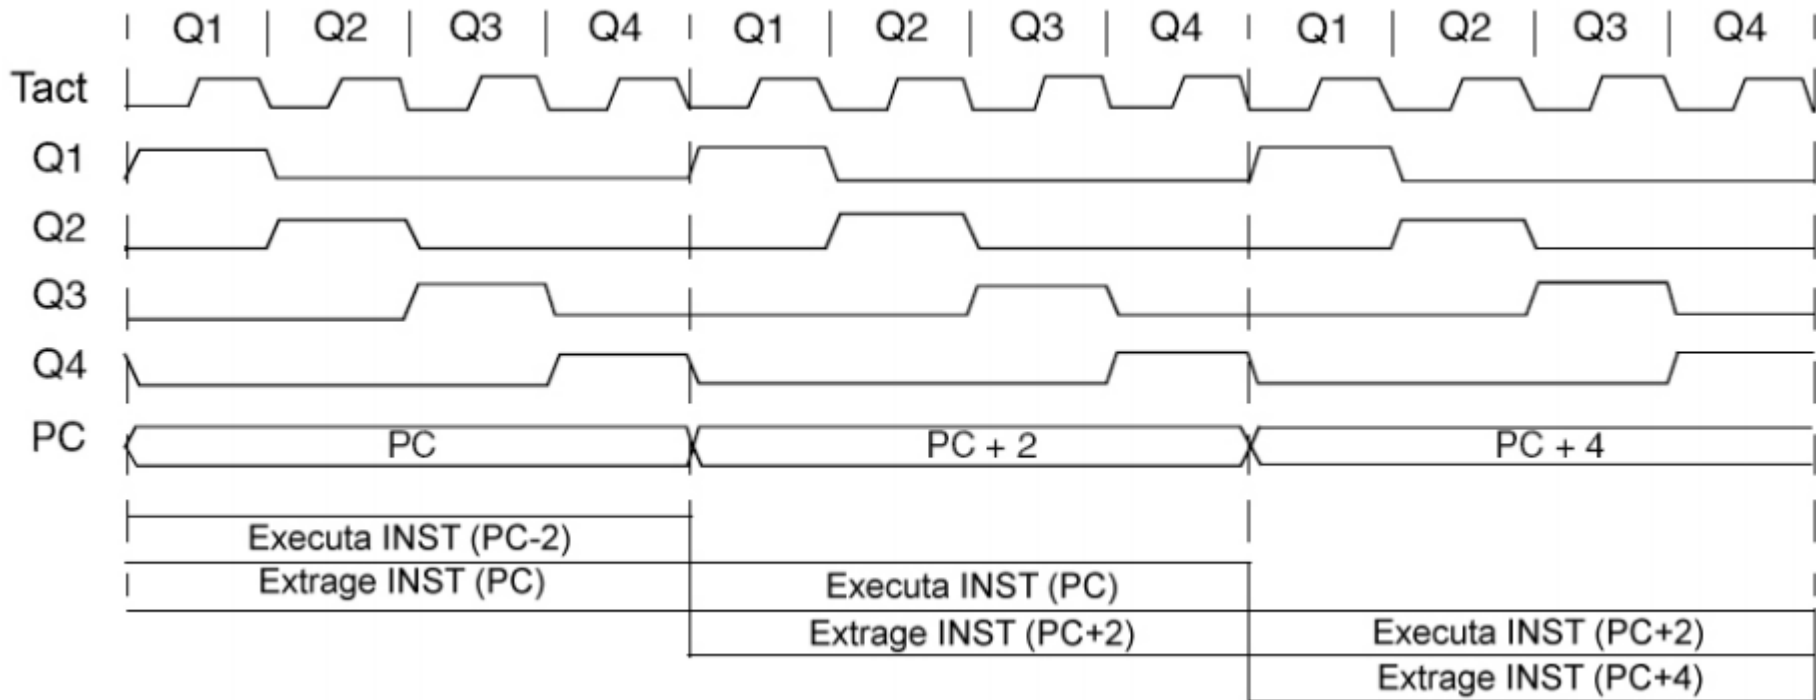 Q1 Q2 Q3 Q4 Q1 Q2 Q3 Q4 Q1 Q2 Q3 Q4
Tact
Q1
Q2
Q3
Q4
PC PC PC + 2 PC + 4
Executa INST (PC-2)
Extrage INST (PC) Executa INST (PC)
Extrage INST (PC+2) Executa INST (PC+2)
Extrage INST (PC+4)